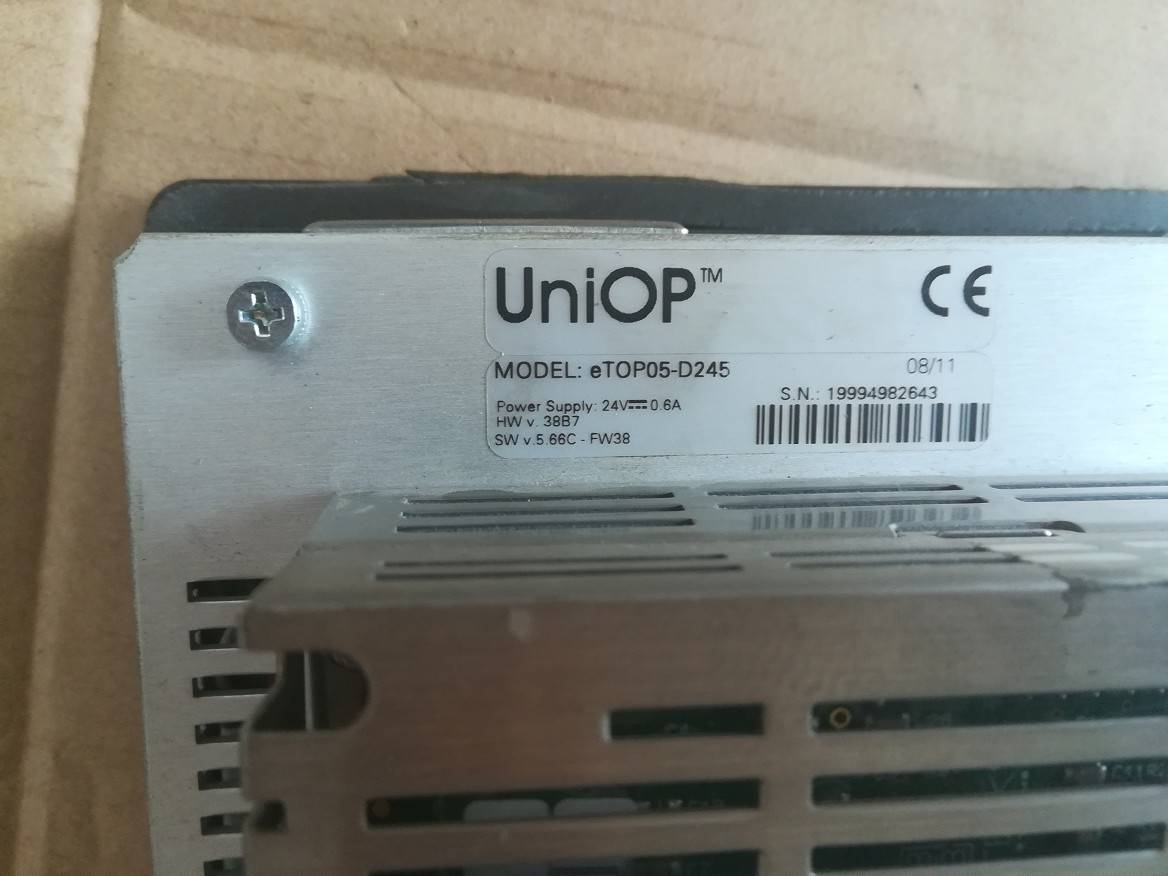 UniOP™ CE
MODEL: eTOP05-D245 08/11
S.N.: 19994982643
Power Supply: 24V⎓0.6A
HW v. 38B7
SW v.5.66C - FW38